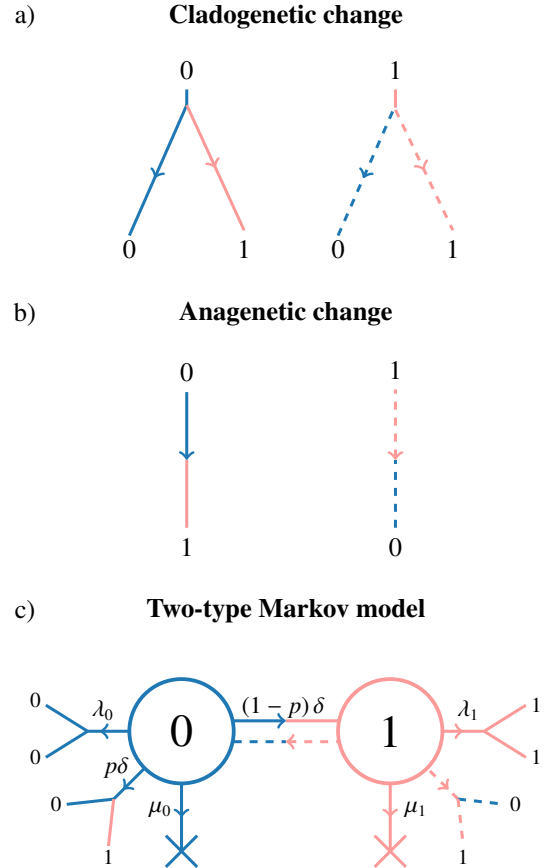 a) Cladogenetic change
0 1
0 1 0 1
b) Anagenetic change
0 1
1 0
c) Two-type Markov model
0 λ₀ 0 (1 − p) δ 1 λ₁ 1
0 1
pδ
0 μ₀ μ₁ 0
1 1